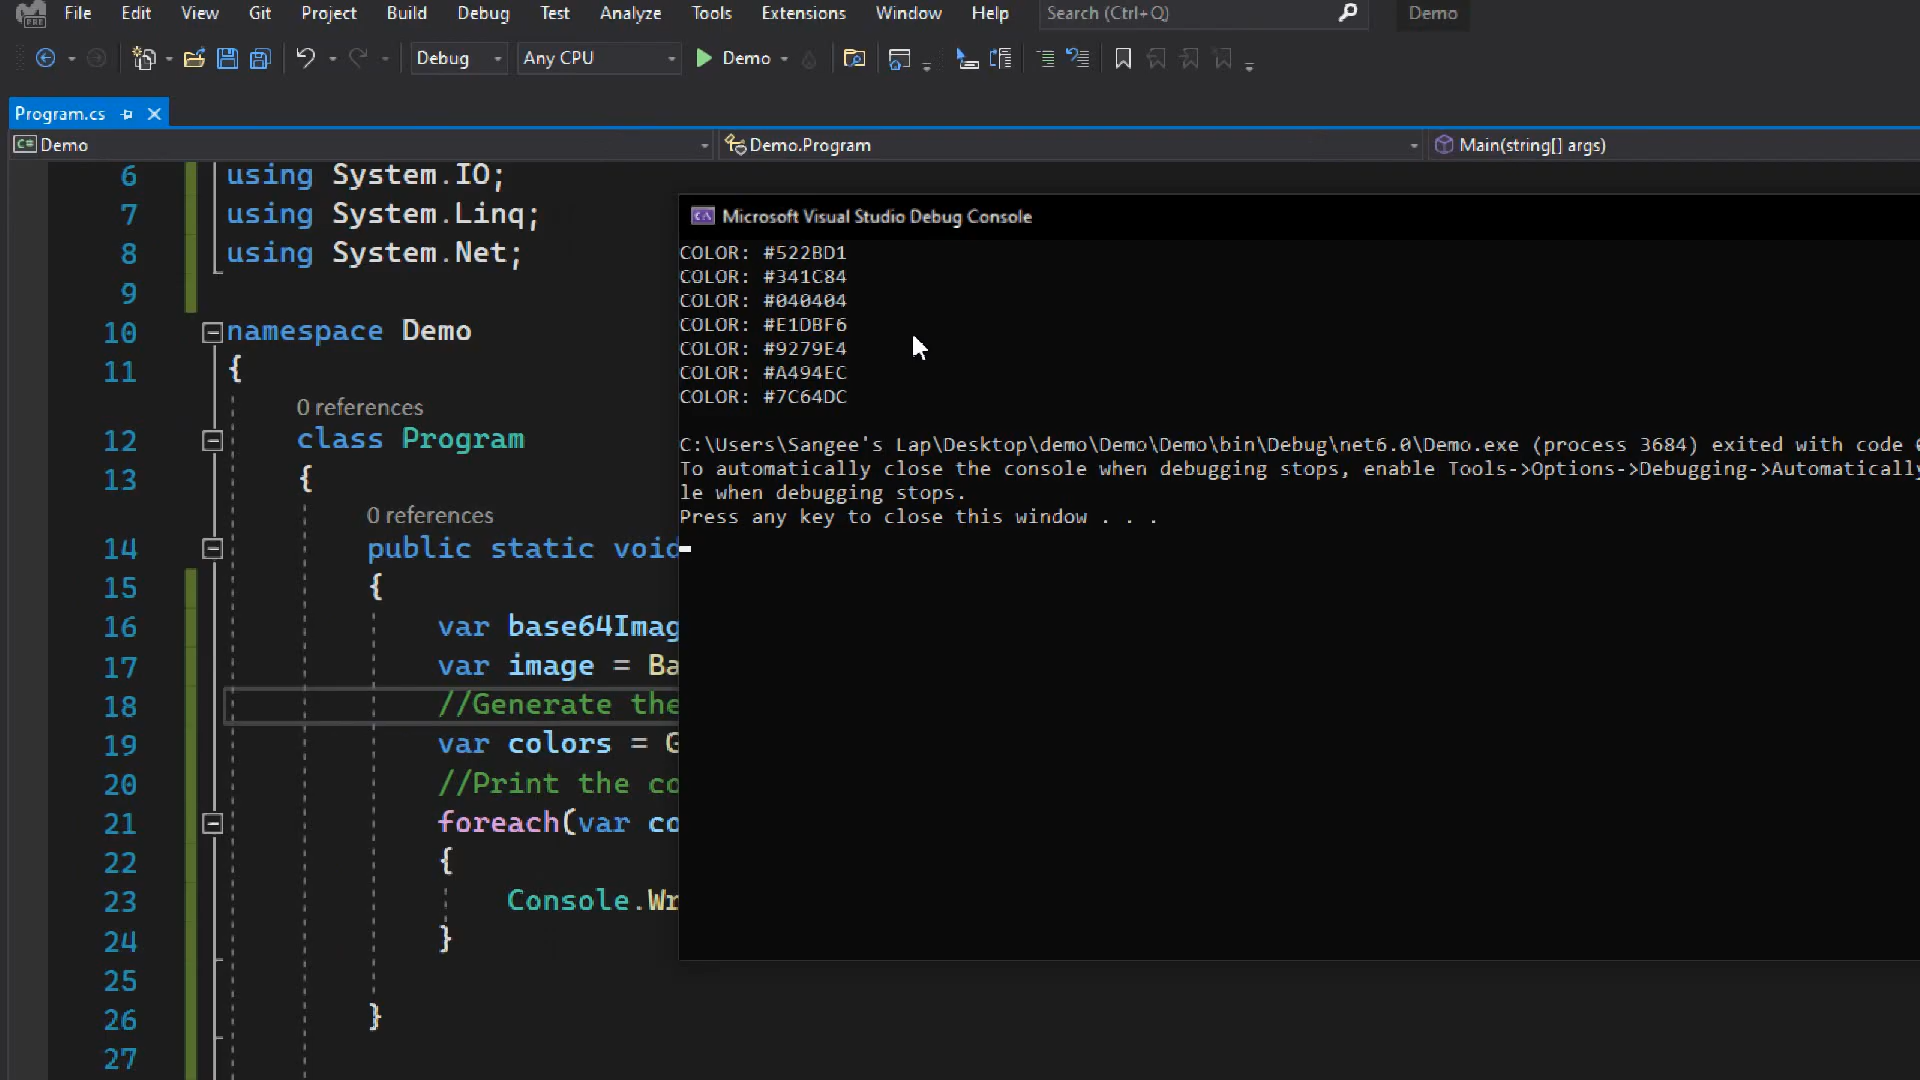 File Edit View Git Project Build Debug Test Analyze Tools Extensions Window Help Search (Ctrl+Q) Demo
Debug Any CPU Demo
Program.cs
C# Demo Demo.Program Main(string[] args)
6 using System.IO;
7 using System.Linq;
8 using System.Net;
9
10 namespace Demo
11 {
0 references
12 class Program
13 {
0 references
14 public static void
15 {
16 var base64Imag
17 var image = Ba
18 //Generate the
19 var colors = G
20 //Print the co
21 foreach(var co
22 {
23 Console.Wr
24 }
25
26 }
27
Microsoft Visual Studio Debug Console
COLOR: #522BD1
COLOR: #341C84
COLOR: #040404
COLOR: #E1DBF6
COLOR: #9279E4
COLOR: #A494EC
COLOR: #7C64DC
C:\Users\Sangee's Lap\Desktop\demo\Demo\Demo\bin\Debug\net6.0\Demo.exe (process 3684) exited with code 0
To automatically close the console when debugging stops, enable Tools->Options->Debugging->Automatically
le when debugging stops.
Press any key to close this window . . .